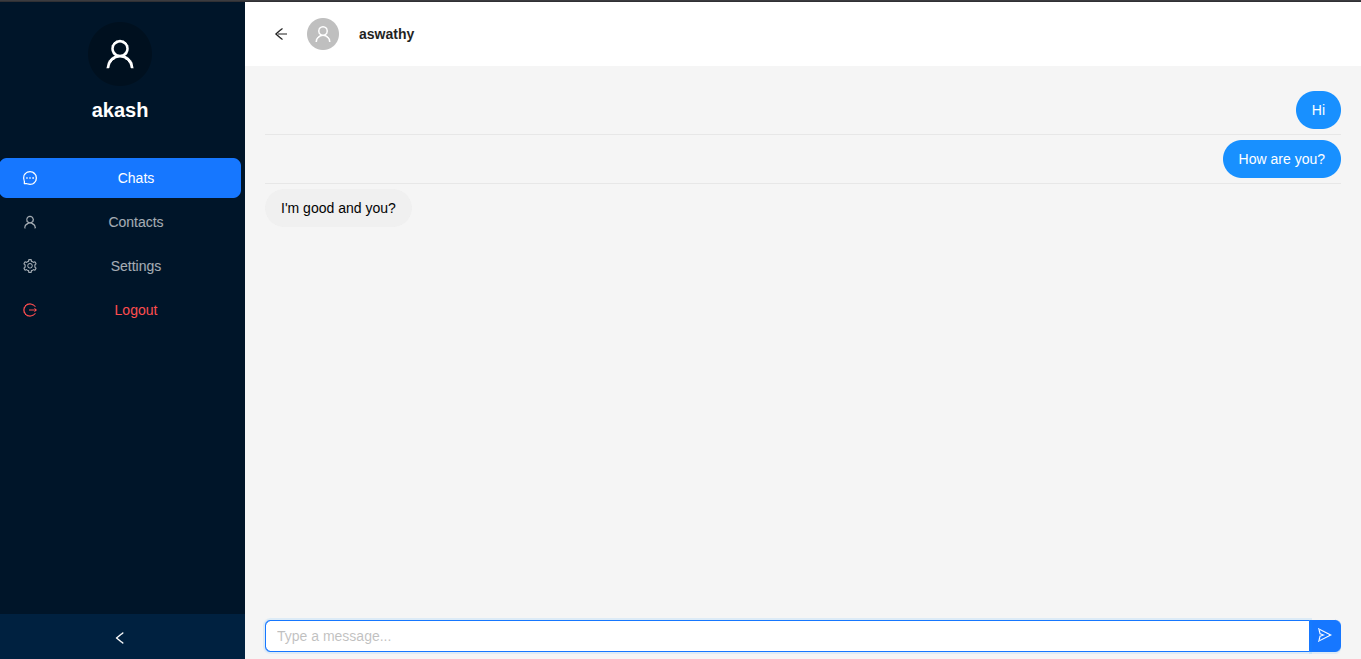 akash
Chats
Contacts
Settings
Logout
aswathy
Hi
How are you?
I'm good and you?
Type a message...